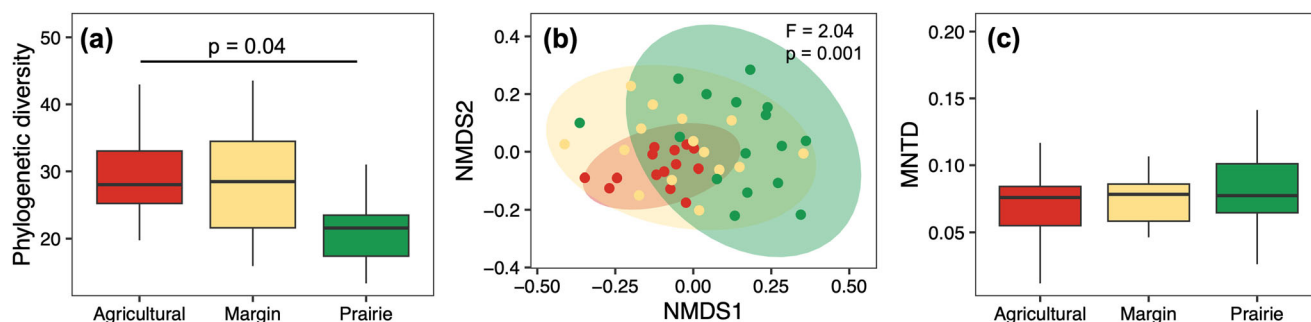 (a)
p = 0.04
Phylogenetic diversity
50
40
30
20
Agricultural Margin Prairie
(b)
F = 2.04
p = 0.001
NMDS2
0.4
0.2
0.0
−0.2
−0.4
−0.50 −0.25 0.00 0.25 0.50
NMDS1
(c)
MNTD
0.20
0.15
0.10
0.05
Agricultural Margin Prairie